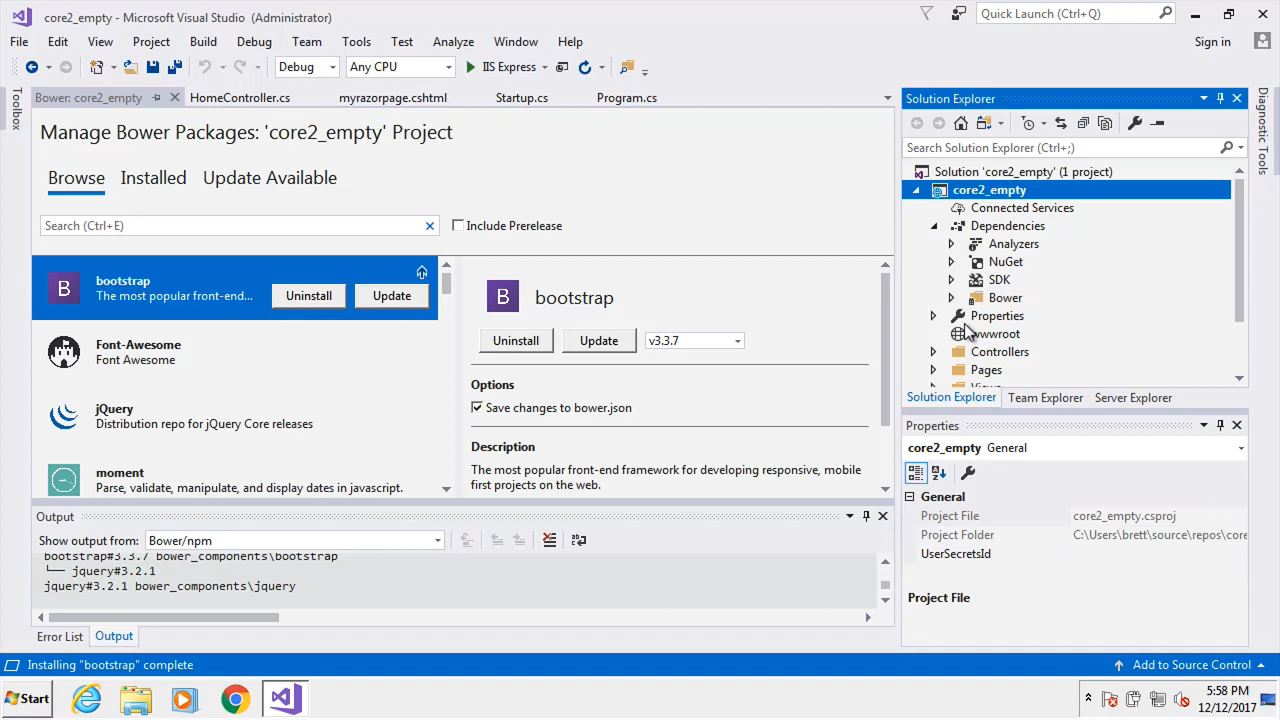 core2_empty - Microsoft Visual Studio (Administrator)
Quick Launch (Ctrl+Q)
File Edit View Project Build Debug Team Tools Test Analyze Window Help
Sign in
Debug Any CPU IIS Express
Toolbox
Bower: core2_empty HomeController.cs myrazorpage.cshtml Startup.cs Program.cs
Manage Bower Packages: 'core2_empty' Project
Browse Installed Update Available
Search (Ctrl+E)
Include Prerelease
B
bootstrap
The most popular front-end...
Uninstall Update
Font-Awesome
Font Awesome
jQuery
Distribution repo for jQuery Core releases
moment
Parse, validate, manipulate, and display dates in javascript.
B
bootstrap
Uninstall Update v3.3.7
Options
Save changes to bower.json
Description
The most popular front-end framework for developing responsive, mobile
first projects on the web.
Output
Show output from: Bower/npm
bootstrap#3.3.7 bower_components\bootstrap
└── jquery#3.2.1
jquery#3.2.1 bower_components\jquery
Error List Output
Solution Explorer
Search Solution Explorer (Ctrl+;)
Solution 'core2_empty' (1 project)
core2_empty
Connected Services
Dependencies
Analyzers
NuGet
SDK
Bower
Properties
wwwroot
Controllers
Pages
Views
Solution Explorer Team Explorer Server Explorer
Properties
core2_empty General
General
Project File core2_empty.csproj
Project Folder C:\Users\brett\source\repos\core
UserSecretsId
Project File
Diagnostic Tools
Installing "bootstrap" complete
Add to Source Control
Start
5:58 PM
12/12/2017